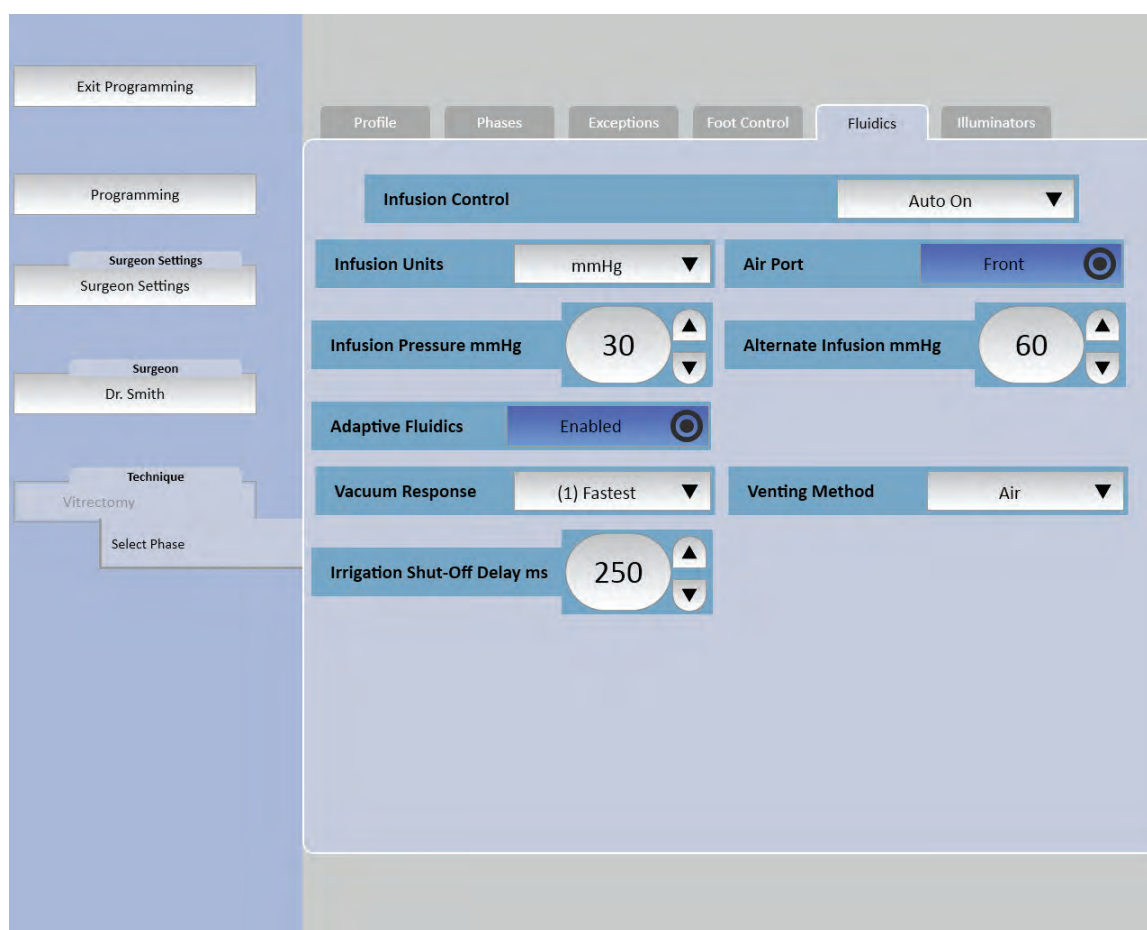 Exit Programming
Programming
Surgeon Settings
Surgeon Settings
Surgeon
Dr. Smith
Technique
Vitrectomy
Select Phase
Profile Phases Exceptions Foot Control Fluidics Illuminators
Infusion Control Auto On
Infusion Units mmHg Air Port Front
Infusion Pressure mmHg 30 Alternate Infusion mmHg 60
Adaptive Fluidics Enabled
Vacuum Response (1) Fastest Venting Method Air
Irrigation Shut-Off Delay ms 250